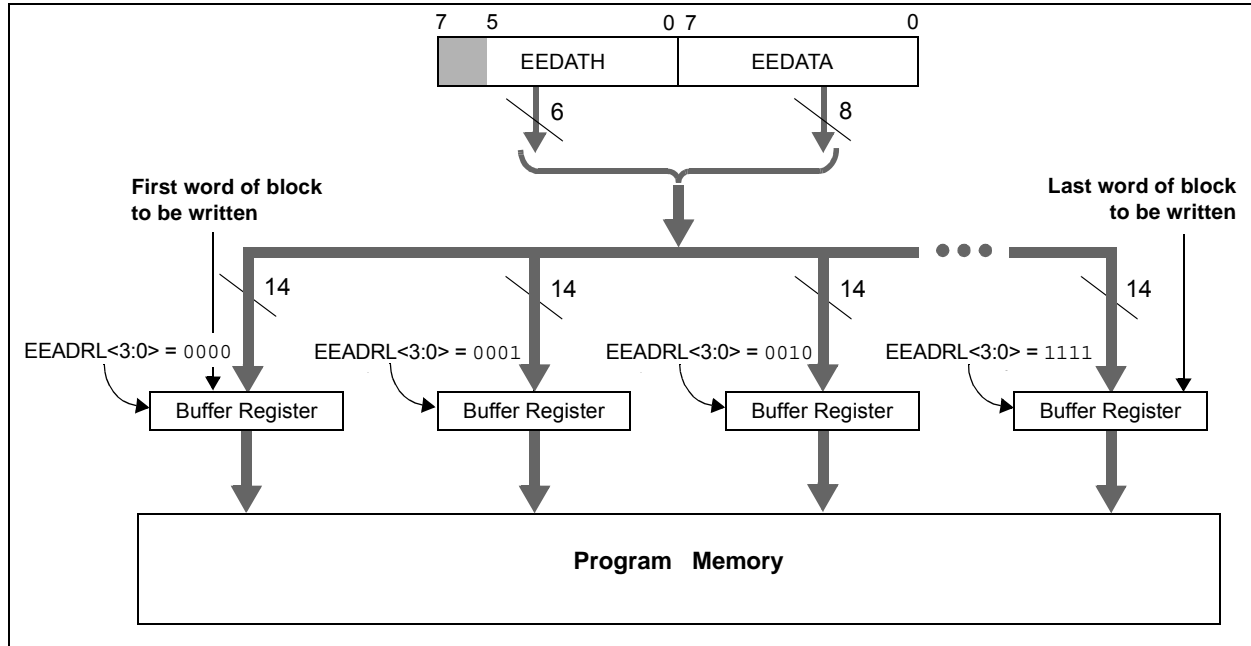 7 5 0 7 0
EEDATH EEDATA
6 8
First word of block
to be written
Last word of block
to be written
14 14 14 14
EEADRL<3:0> = 0000 EEADRL<3:0> = 0001 EEADRL<3:0> = 0010 EEADRL<3:0> = 1111
Buffer Register Buffer Register Buffer Register Buffer Register
Program Memory